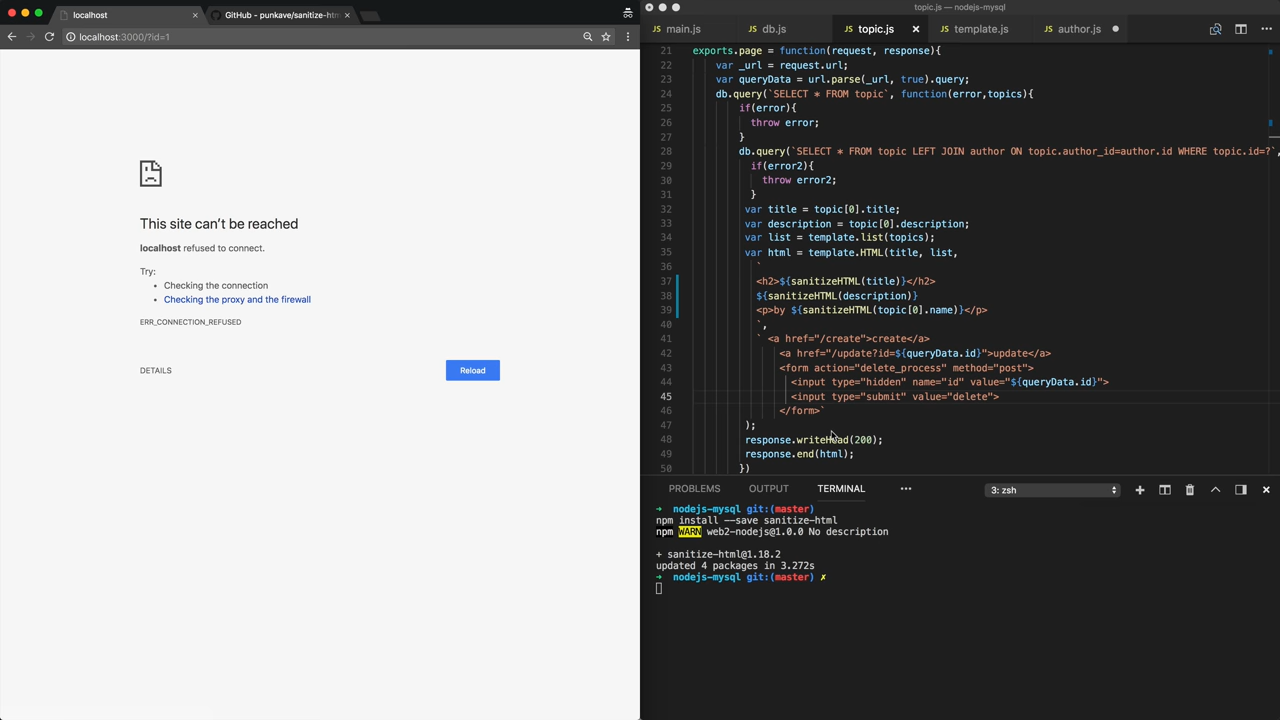 localhost
GitHub - punkave/sanitize-htm
localhost:3000/?id=1
This site can't be reached
localhost refused to connect.
Try:
Checking the connection
Checking the proxy and the firewall
ERR_CONNECTION_REFUSED
DETAILS
Reload
topic.js — nodejs-mysql
JS main.js
JS db.js
JS topic.js
JS template.js
JS author.js
21 exports.page = function(request, response){
22 var _url = request.url;
23 var queryData = url.parse(_url, true).query;
24 db.query(`SELECT * FROM topic`, function(error,topics){
25 if(error){
26 throw error;
27 }
28 db.query(`SELECT * FROM topic LEFT JOIN author ON topic.author_id=author.id WHERE topic.id=?`,
29 if(error2){
30 throw error2;
31 }
32 var title = topic[0].title;
33 var description = topic[0].description;
34 var list = template.list(topics);
35 var html = template.HTML(title, list,
36 `
37 <h2>${sanitizeHTML(title)}</h2>
38 ${sanitizeHTML(description)}
39 <p>by ${sanitizeHTML(topic[0].name)}</p>
40 `,
41 ` <a href="/create">create</a>
42 <a href="/update?id=${queryData.id}">update</a>
43 <form action="delete_process" method="post">
44 <input type="hidden" name="id" value="${queryData.id}">
45 <input type="submit" value="delete">
46 </form>`
47 );
48 response.writeHead(200);
49 response.end(html);
50 })
PROBLEMS OUTPUT TERMINAL
3: zsh
→ nodejs-mysql git:(master)
npm install --save sanitize-html
npm WARN web2-nodejs@1.0.0 No description
+ sanitize-html@1.18.2
updated 4 packages in 3.272s
→ nodejs-mysql git:(master) ✗